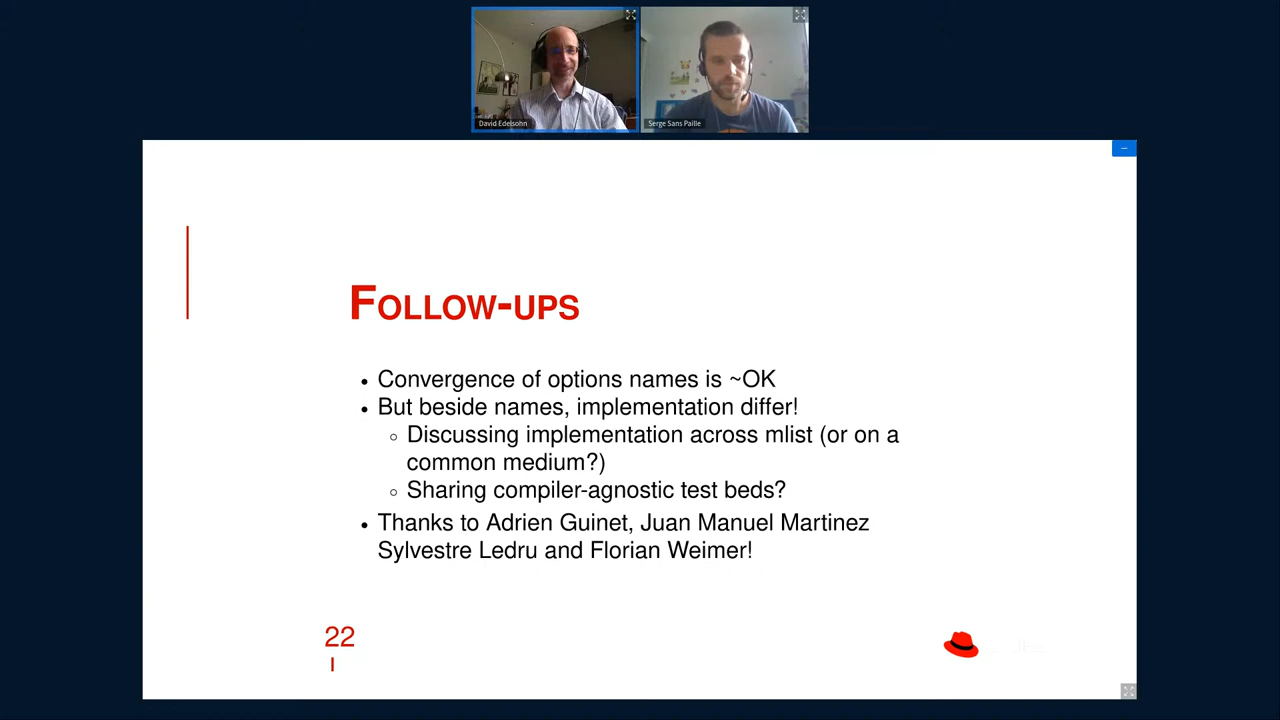 David Edelsohn
Serge Sans Paille
FOLLOW-UPS
• Convergence of options names is ~OK
• But beside names, implementation differ!
○ Discussing implementation across mlist (or on a
common medium?)
○ Sharing compiler-agnostic test beds?
• Thanks to Adrien Guinet, Juan Manuel Martinez
Sylvestre Ledru and Florian Weimer!
22